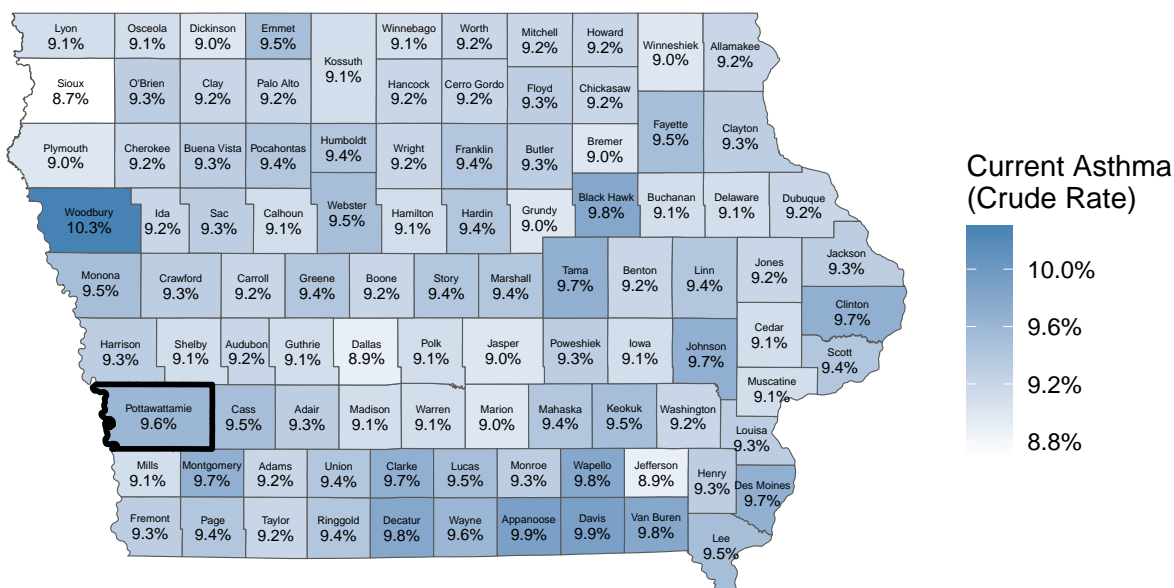 Lyon
9.1%
Osceola
9.1%
Dickinson
9.0%
Emmet
9.5%
Kossuth
9.1%
Winnebago
9.1%
Worth
9.2%
Mitchell
9.2%
Howard
9.2%
Winneshiek
9.0%
Allamakee
9.2%
Sioux
8.7%
O'Brien
9.3%
Clay
9.2%
Palo Alto
9.2%
Hancock
9.2%
Cerro Gordo
9.2%
Floyd
9.3%
Chickasaw
9.2%
Fayette
9.5%
Clayton
9.3%
Plymouth
9.0%
Cherokee
9.2%
Buena Vista
9.3%
Pocahontas
9.4%
Humboldt
9.4%
Wright
9.2%
Franklin
9.4%
Butler
9.3%
Bremer
9.0%
Woodbury
10.3%
Ida
9.2%
Sac
9.3%
Calhoun
9.1%
Webster
9.5%
Hamilton
9.1%
Hardin
9.4%
Grundy
9.0%
Black Hawk
9.8%
Buchanan
9.1%
Delaware
9.1%
Dubuque
9.2%
Monona
9.5%
Crawford
9.3%
Carroll
9.2%
Greene
9.4%
Boone
9.2%
Story
9.4%
Marshall
9.4%
Tama
9.7%
Benton
9.2%
Linn
9.4%
Jones
9.2%
Jackson
9.3%
Clinton
9.7%
Harrison
9.3%
Shelby
9.1%
Audubon
9.2%
Guthrie
9.1%
Dallas
8.9%
Polk
9.1%
Jasper
9.0%
Poweshiek
9.3%
Iowa
9.1%
Johnson
9.7%
Cedar
9.1%
Scott
9.4%
Muscatine
9.1%
Pottawattamie
9.6%
Cass
9.5%
Adair
9.3%
Madison
9.1%
Warren
9.1%
Marion
9.0%
Mahaska
9.4%
Keokuk
9.5%
Washington
9.2%
Louisa
9.3%
Mills
9.1%
Montgomery
9.7%
Adams
9.2%
Union
9.4%
Clarke
9.7%
Lucas
9.5%
Monroe
9.3%
Wapello
9.8%
Jefferson
8.9%
Henry
9.3%
Des Moines
9.7%
Fremont
9.3%
Page
9.4%
Taylor
9.2%
Ringgold
9.4%
Decatur
9.8%
Wayne
9.6%
Appanoose
9.9%
Davis
9.9%
Van Buren
9.8%
Lee
9.5%
Current Asthma
(Crude Rate)
10.0%
9.6%
9.2%
8.8%